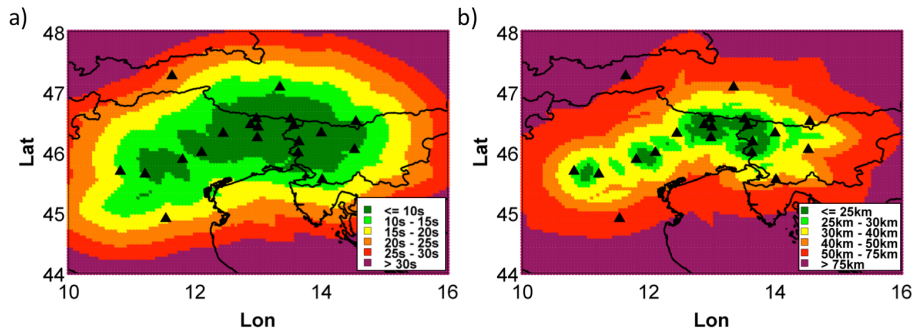 a)
b)
48
47
46
45
44
Lat
10
12
14
16
Lon
<= 10s
10s - 15s
15s - 20s
20s - 25s
25s - 30s
> 30s
48
47
46
45
44
Lat
10
12
14
16
Lon
<= 25km
25km - 30km
30km - 40km
40km - 50km
50km - 75km
> 75km